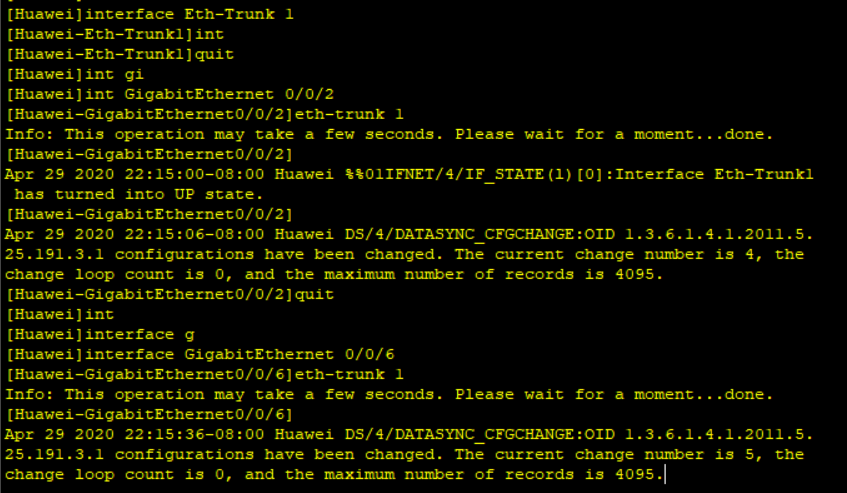 [Huawei]interface Eth-Trunk 1
[Huawei-Eth-Trunk1]int
[Huawei-Eth-Trunk1]quit
[Huawei]int gi
[Huawei]int GigabitEthernet 0/0/2
[Huawei-GigabitEthernet0/0/2]eth-trunk 1
Info: This operation may take a few seconds. Please wait for a moment...done.
[Huawei-GigabitEthernet0/0/2]
Apr 29 2020 22:15:00-08:00 Huawei %%01IFNET/4/IF_STATE(l)[0]:Interface Eth-Trunk1
has turned into UP state.
[Huawei-GigabitEthernet0/0/2]
Apr 29 2020 22:15:06-08:00 Huawei DS/4/DATASYNC_CFGCHANGE:OID 1.3.6.1.4.1.2011.5.
25.191.3.1 configurations have been changed. The current change number is 4, the
change loop count is 0, and the maximum number of records is 4095.
[Huawei-GigabitEthernet0/0/2]quit
[Huawei]int
[Huawei]interface g
[Huawei]interface GigabitEthernet 0/0/6
[Huawei-GigabitEthernet0/0/6]eth-trunk 1
Info: This operation may take a few seconds. Please wait for a moment...done.
[Huawei-GigabitEthernet0/0/6]
Apr 29 2020 22:15:36-08:00 Huawei DS/4/DATASYNC_CFGCHANGE:OID 1.3.6.1.4.1.2011.5.
25.191.3.1 configurations have been changed. The current change number is 5, the
change loop count is 0, and the maximum number of records is 4095.